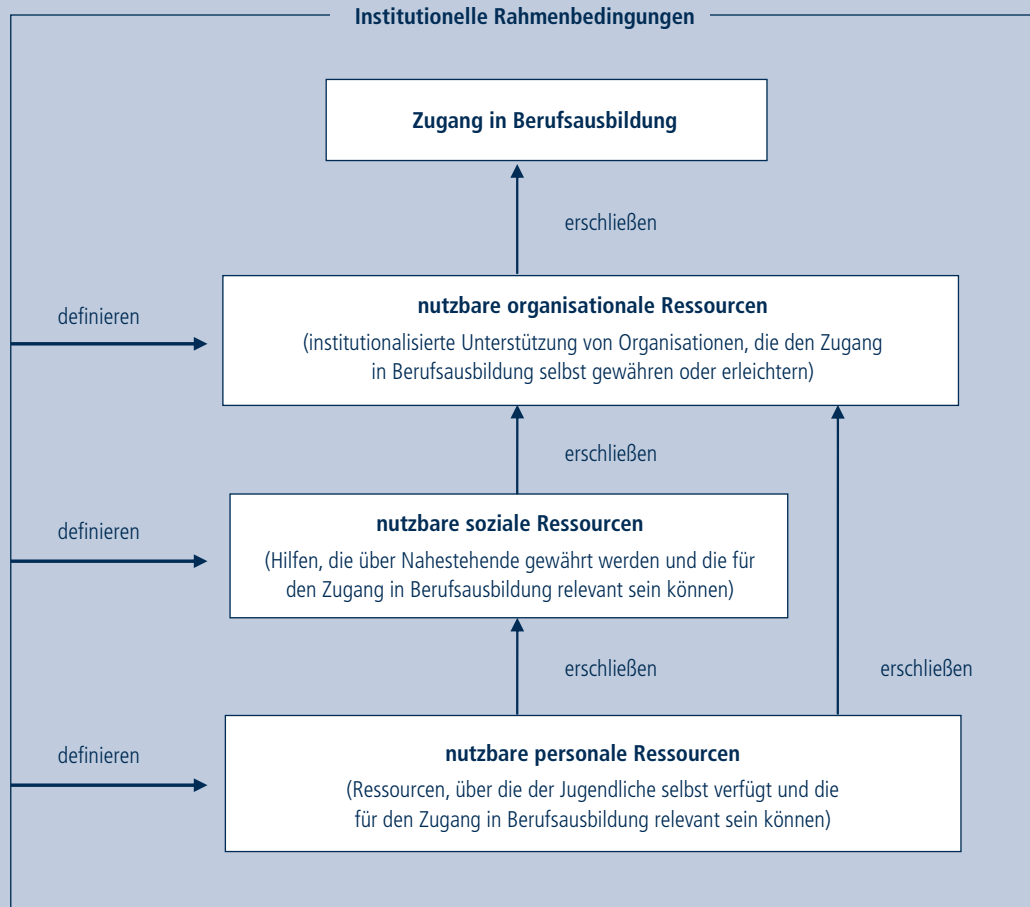 Institutionelle Rahmenbedingungen
Zugang in Berufsausbildung
erschließen
definieren
nutzbare organisationale Ressourcen
(institutionalisierte Unterstützung von Organisationen, die den Zugang
in Berufsausbildung selbst gewähren oder erleichtern)
erschließen
definieren
nutzbare soziale Ressourcen
(Hilfen, die über Nahestehende gewährt werden und die für
den Zugang in Berufsausbildung relevant sein können)
erschließen
erschließen
definieren
nutzbare personale Ressourcen
(Ressourcen, über die der Jugendliche selbst verfügt und die
für den Zugang in Berufsausbildung relevant sein können)